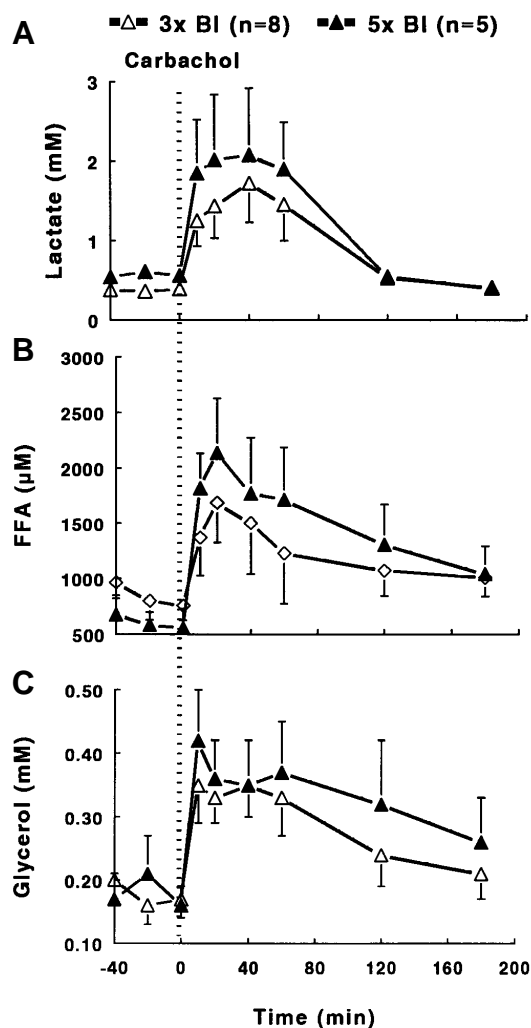 A
3x BI (n=8) 5x BI (n=5)
Carbachol
3
2
1
0
Lactate (mM)
B
3000
2500
2000
1500
1000
500
FFA (µM)
C
0.50
0.40
0.30
0.20
0.10
Glycerol (mM)
-40 0 40 80 120 160 200
Time (min)